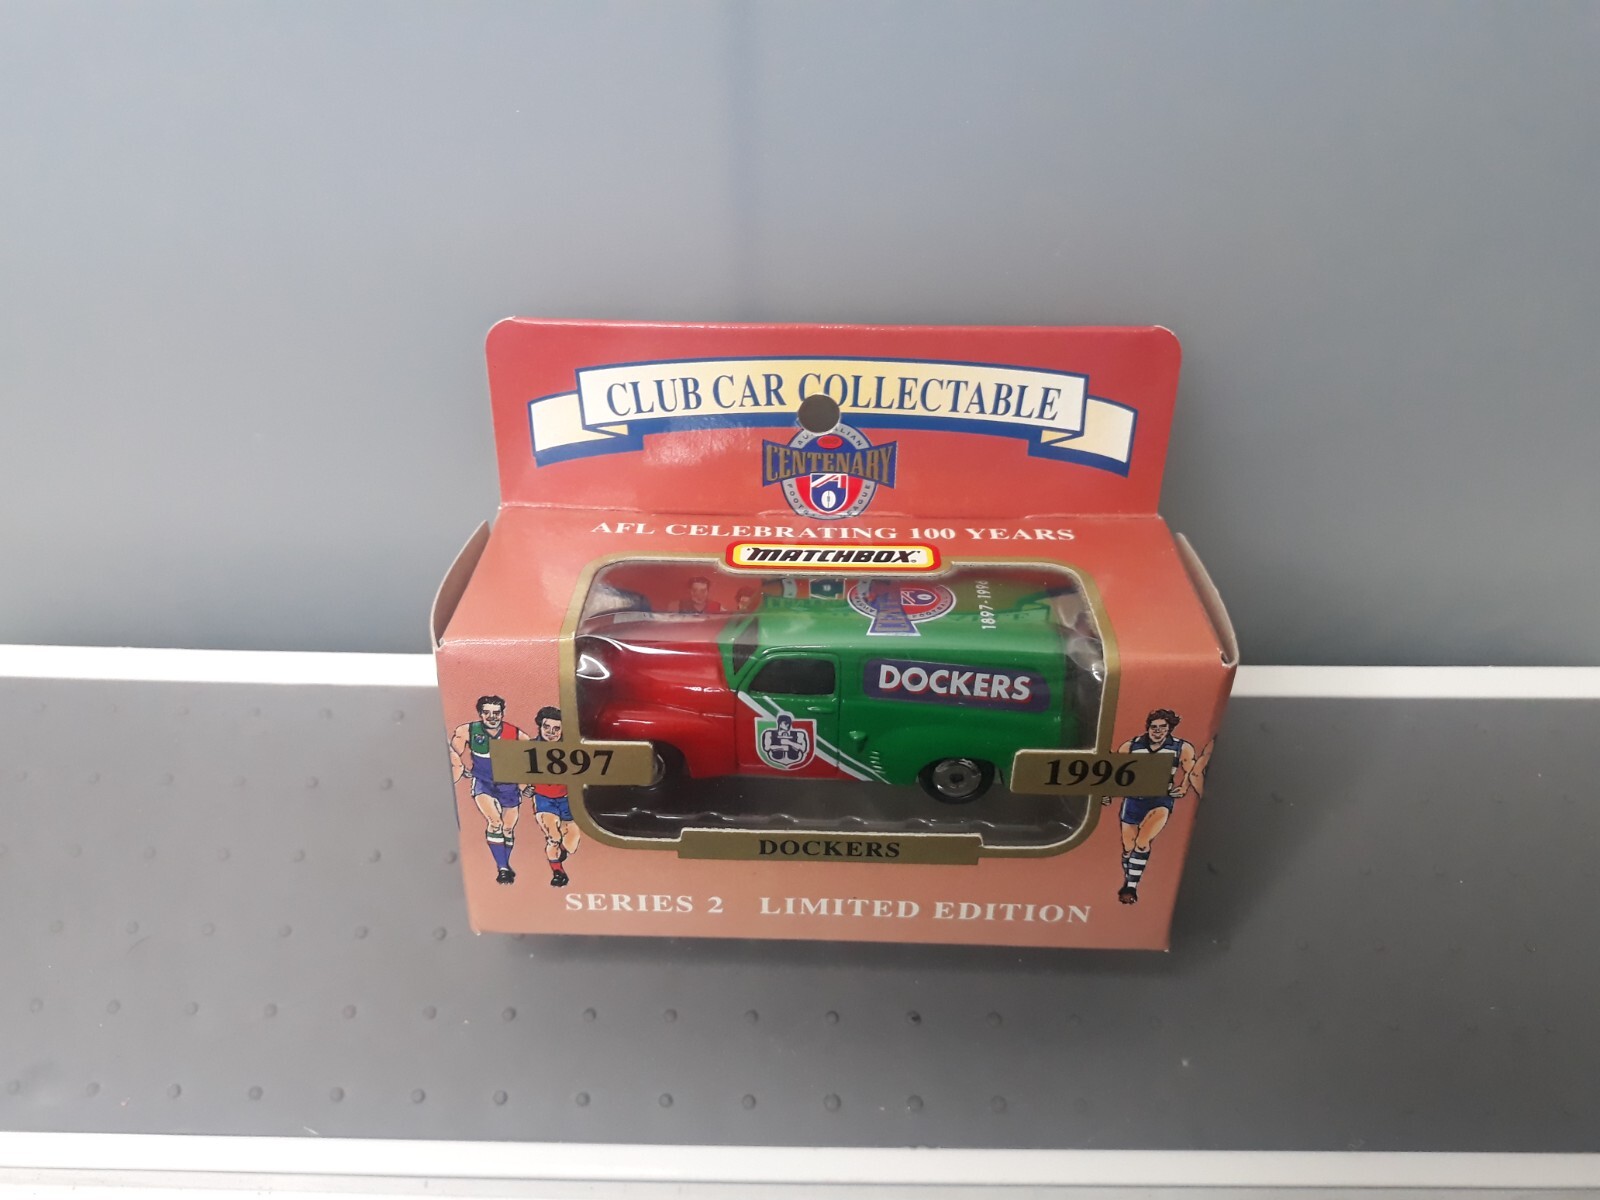 CLUB CAR COLLECTABLE
CENTENARY
AFL CELEBRATING 100 YEARS
MATCHBOX
1897-1996
DOCKERS
1897
1996
DOCKERS
SERIES 2 LIMITED EDITION